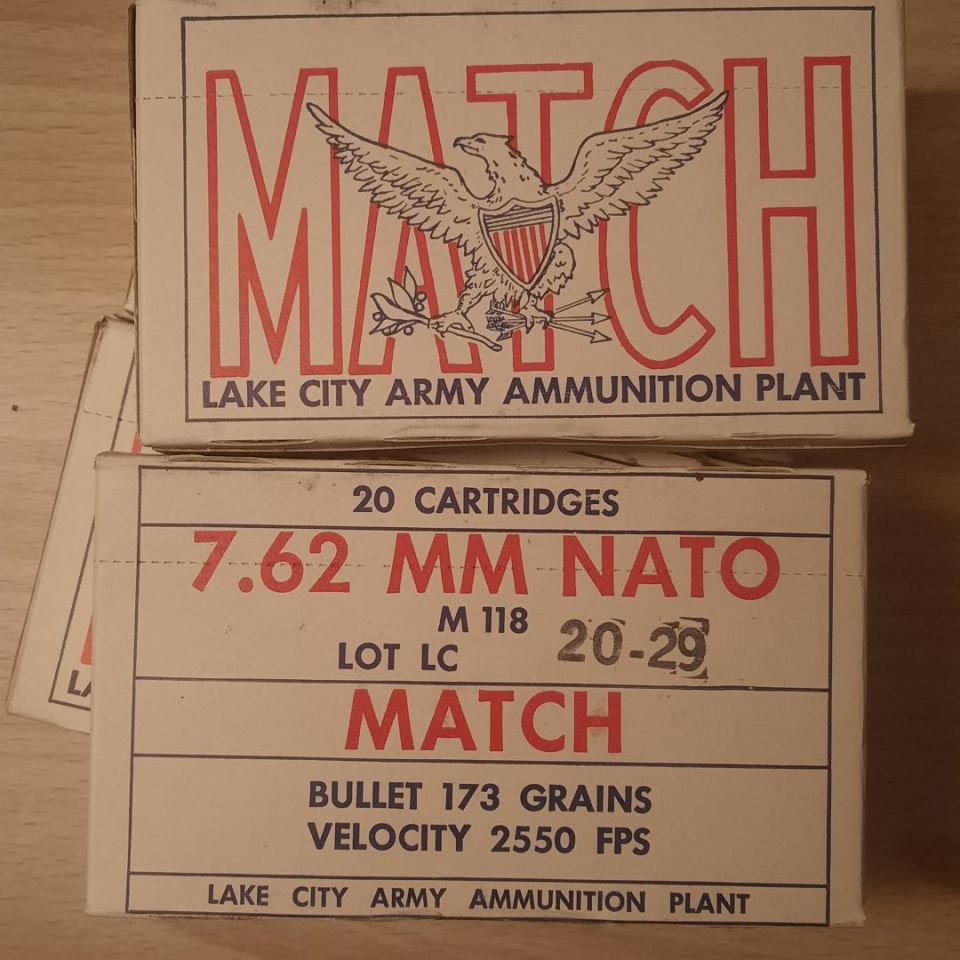 MATCH
LAKE CITY ARMY AMMUNITION PLANT
20 CARTRIDGES
7.62 MM NATO
M 118
LOT LC 20-29
MATCH
BULLET 173 GRAINS
VELOCITY 2550 FPS
LAKE CITY ARMY AMMUNITION PLANT
LA